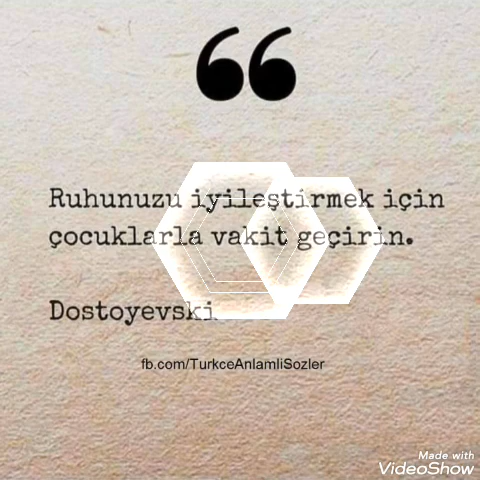 Ruhunuzu iyileştirmek için
çocuklarla vakit geçirin.
Dostoyevski
fb.com/TurkceAnlamliSozler
Made with
VideoShow